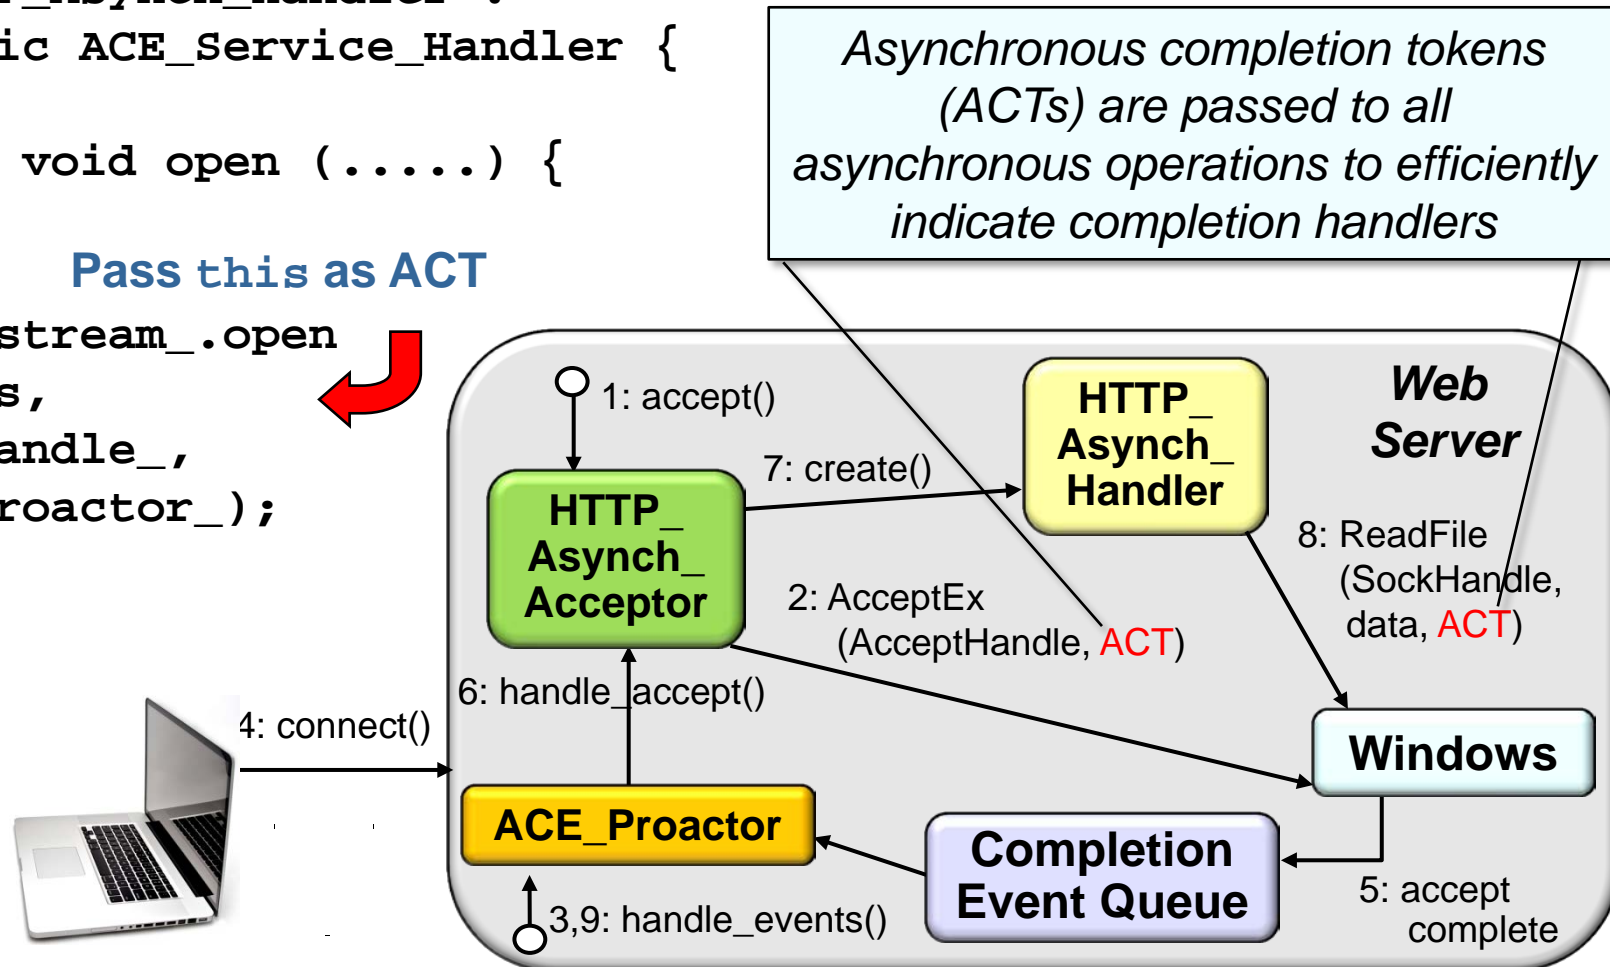 r_Asynch_Handler :
ic ACE_Service_Handler {
void open (.....) {
Pass this as ACT
stream_.open
s,
andle_,
roactor_);
Asynchronous completion tokens
(ACTs) are passed to all
asynchronous operations to efficiently
indicate completion handlers
1: accept()
HTTP_
Asynch_
Acceptor
7: create()
HTTP_
Asynch_
Handler
Web
Server
8: ReadFile
(SockHandle,
data, ACT)
2: AcceptEx
(AcceptHandle, ACT)
6: handle_accept()
4: connect()
Windows
ACE_Proactor
Completion
Event Queue
5: accept
complete
3,9: handle_events()